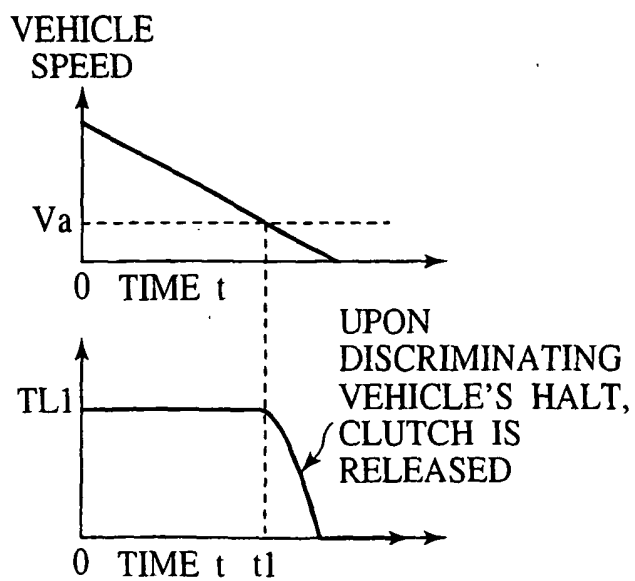 VEHICLE
SPEED
Va
0 TIME t
UPON
DISCRIMINATING
VEHICLE'S HALT,
CLUTCH IS
RELEASED
TL1
0 TIME t t1